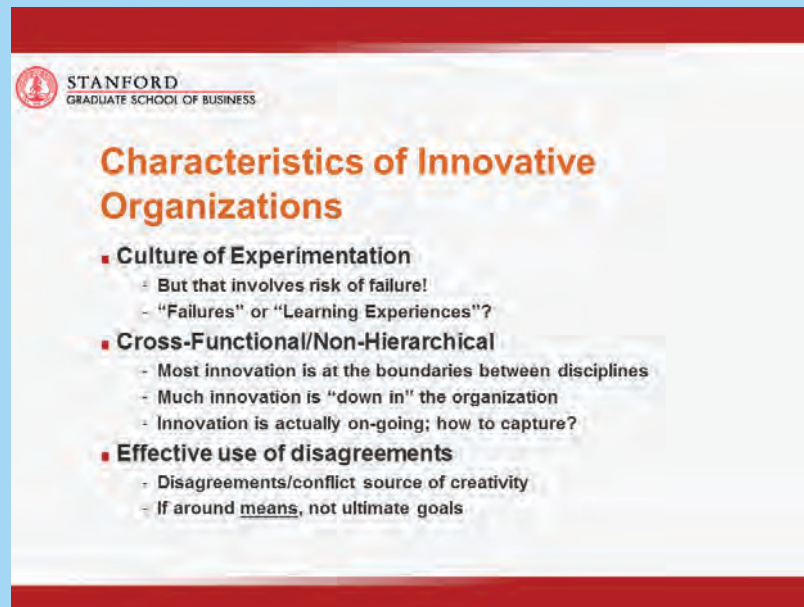 STANFORD
GRADUATE SCHOOL OF BUSINESS
Characteristics of Innovative
Organizations
▪ Culture of Experimentation
- But that involves risk of failure!
- “Failures” or “Learning Experiences”?
▪ Cross-Functional/Non-Hierarchical
- Most innovation is at the boundaries between disciplines
- Much innovation is “down in” the organization
- Innovation is actually on-going; how to capture?
▪ Effective use of disagreements
- Disagreements/conflict source of creativity
- If around means, not ultimate goals